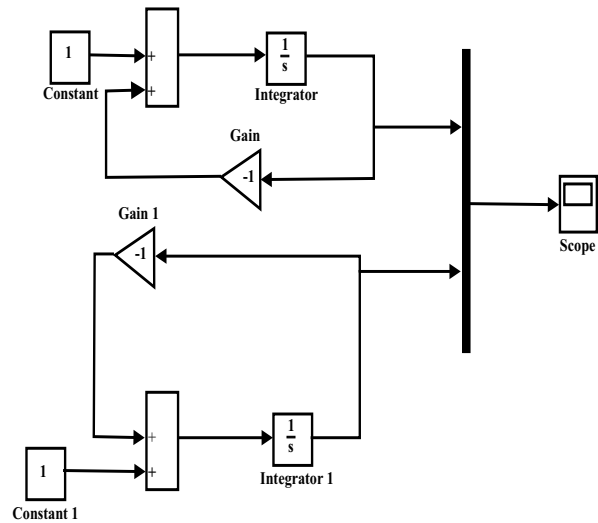 1
+
1
s
Constant
+
Integrator
Gain
-1
Gain 1
-1
Scope
+
1
s
1
+
Integrator 1
Constant 1